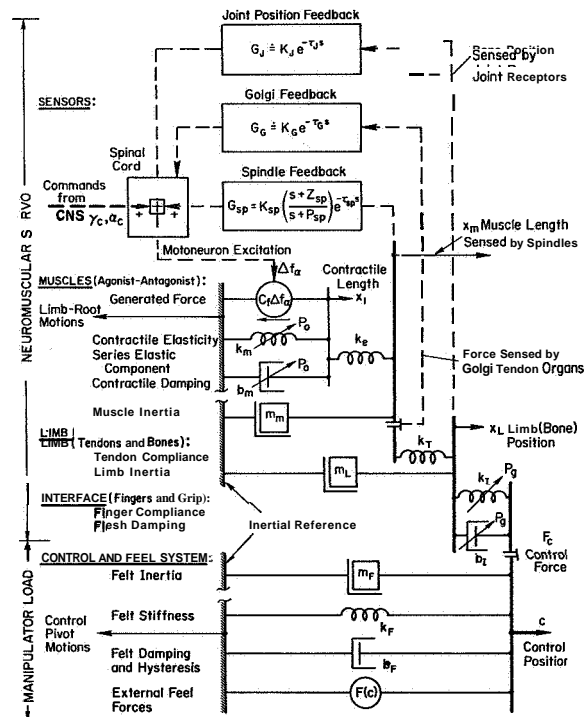 Joint Position Feedback
G_J ≐ K_J e^{-τ_J s}
Sensed by
Joint Receptors
SENSORS:
Golgi Feedback
G_G ≐ K_G e^{-τ_G s}
Spinal
Cord
Spindle Feedback
G_sp = K_sp (s+Z_sp / s+P_sp) e^{-τ_sp s}
Commands
from
CNS γ_C, α_C
+ +
x_m Muscle Length
Sensed by Spindles
Motoneuron Excitation
Δf_α
NEUROMUSCULAR S RVO
MUSCLES (Agonist-Antagonist):
Contractile
Length
Generated Force
C_f Δf_α
x_1
Limb-Root
Motions
P_o
Contractile Elasticity
k_m
k_e
Series Elastic
Component
P_o
Contractile Damping
b_m
Force Sensed by
Golgi Tendon Organs
Muscle Inertia
m_m
LIMB (Tendons and Bones):
x_L Limb (Bone)
Position
Tendon Compliance
k_T
Limb Inertia
m_L
k_I
P_g
INTERFACE (Fingers and Grip):
Finger Compliance
Flesh Damping
Inertial Reference
P_g
b_I
F_c
Control
Force
CONTROL AND FEEL SYSTEM:
Felt Inertia
m_F
MANIPULATOR LOAD
Felt Stiffness
k_F
Control
Pivot
Motions
c
Control
Position
Felt Damping
and Hysteresis
b_F
External Feel
Forces
F(c)